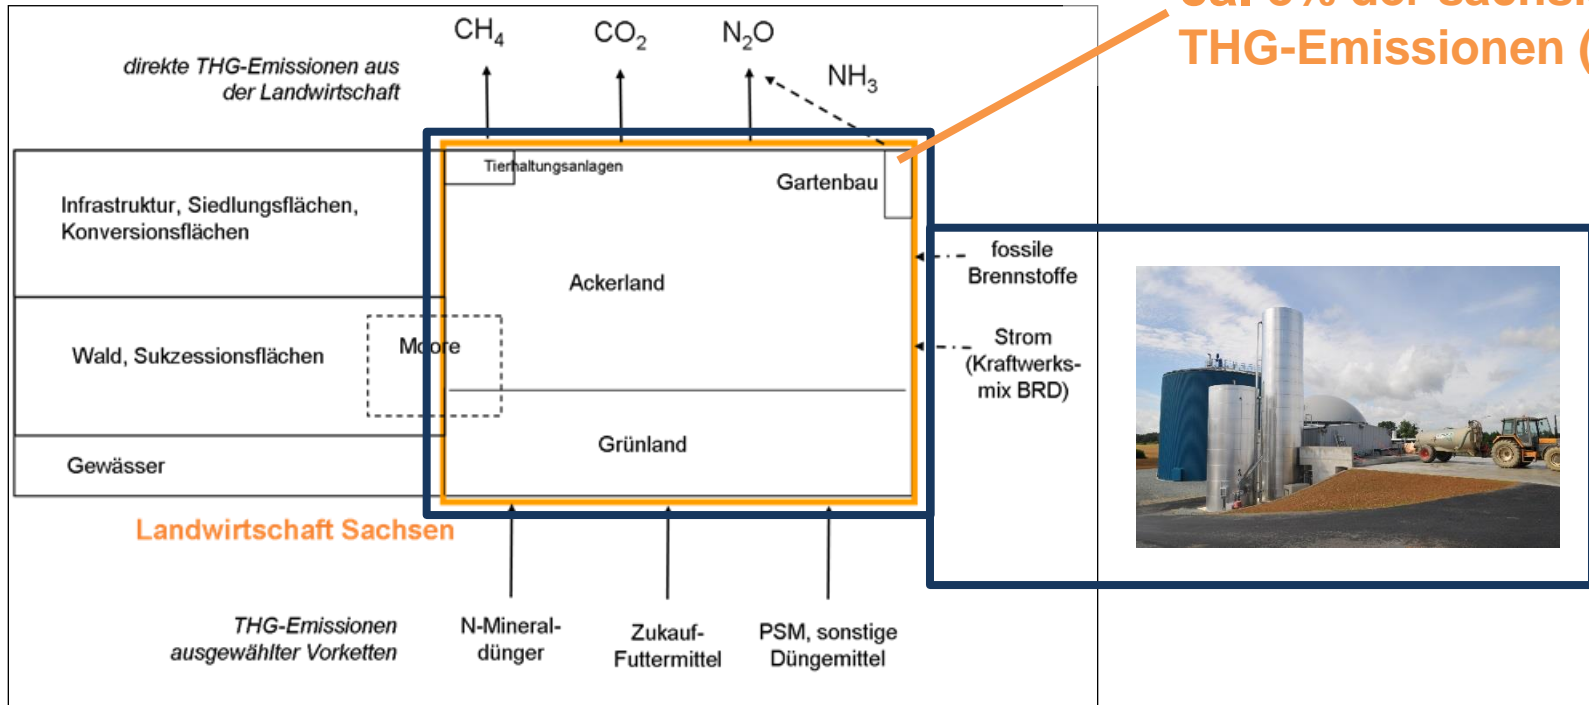 THG-Emissionen (
CH₄ CO₂ N₂O
NH₃
direkte THG-Emissionen aus
der Landwirtschaft
Tierhaltungsanlagen
Gartenbau
Infrastruktur, Siedlungsflächen,
Konversionsflächen
Ackerland
fossile
Brennstoffe
Wald, Sukzessionsflächen
Moore
Strom
(Kraftwerks-
mix BRD)
Grünland
Gewässer
Landwirtschaft Sachsen
THG-Emissionen
ausgewählter Vorketten
N-Mineral-
dünger
Zukauf-
Futtermittel
PSM, sonstige
Düngemittel